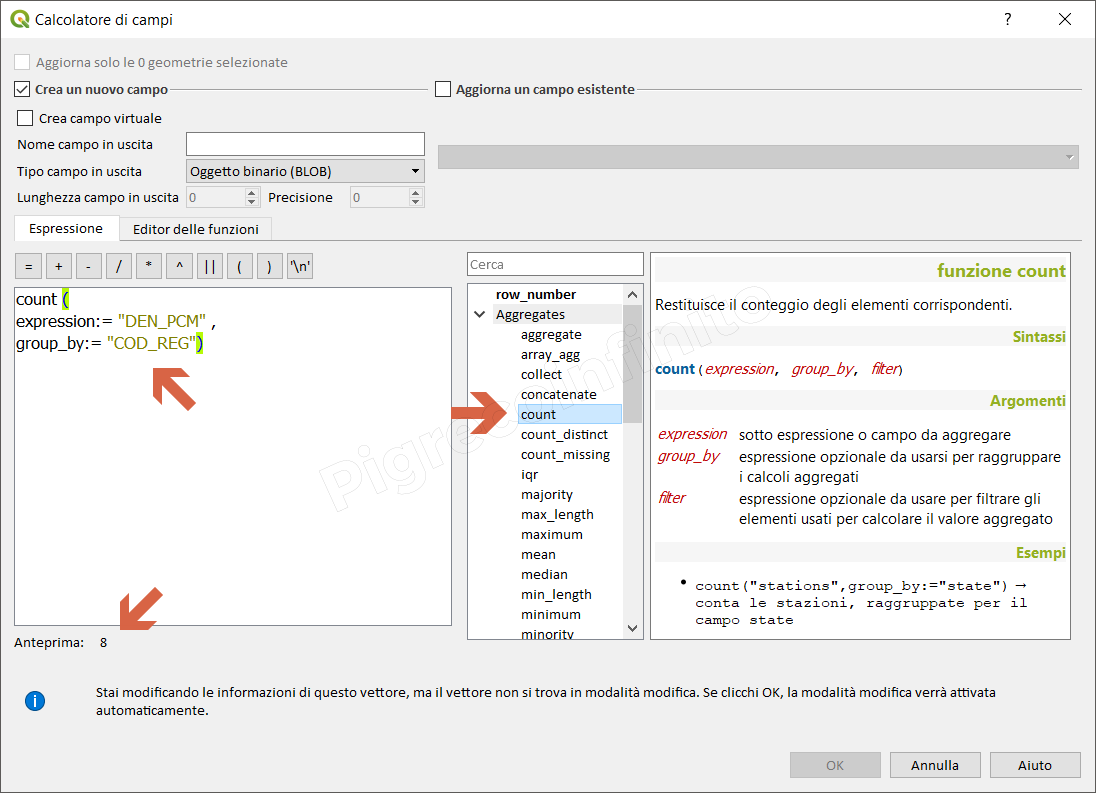 Calcolatore di campi
?
Aggiorna solo le 0 geometrie selezionate
Crea un nuovo campo
Aggiorna un campo esistente
Crea campo virtuale
Nome campo in uscita
Tipo campo in uscita Oggetto binario (BLOB)
Lunghezza campo in uscita 0 Precisione 0
Espressione Editor delle funzioni
= + - / * ^ || ( ) '\n'
count (
expression:= "DEN_PCM" ,
group_by:= "COD_REG")
Anteprima: 8
Cerca
row_number
Aggregates
aggregate
array_agg
collect
concatenate
count
count_distinct
count_missing
iqr
majority
max_length
maximum
mean
median
min_length
minimum
minority
funzione count
Restituisce il conteggio degli elementi corrispondenti.
Sintassi
count(expression, group_by, filter)
Argomenti
expression sotto espressione o campo da aggregare
group_by espressione opzionale da usarsi per raggruppare
i calcoli aggregati
filter espressione opzionale da usare per filtrare gli
elementi usati per calcolare il valore aggregato
Esempi
• count("stations",group_by:="state") →
conta le stazioni, raggruppate per il
campo state
Pigrecoinfinito
i
Stai modificando le informazioni di questo vettore, ma il vettore non si trova in modalità modifica. Se clicchi OK, la modalità modifica verrà attivata
automaticamente.
OK Annulla Aiuto